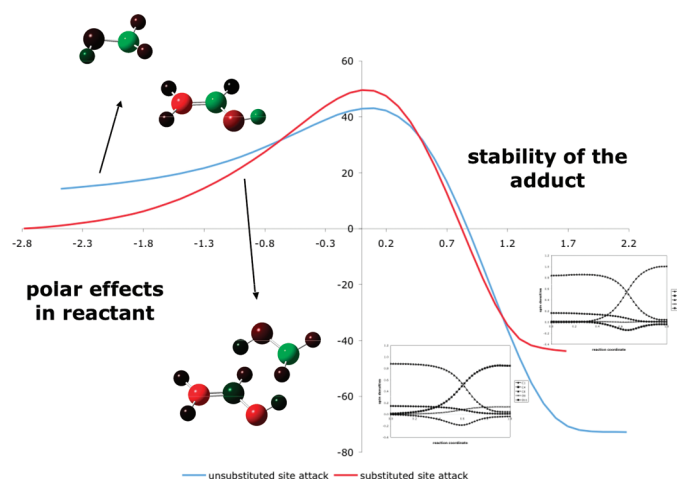 60
40
20
0
-20
-40
-60
-80
-2.8 -2.3 -1.8 -1.3 -0.8 -0.3 0.2 0.7 1.2 1.7 2.2
stability of the
adduct
polar effects
in reactant
reaction coordinate
reaction coordinate
unsubstituted site attack substituted site attack